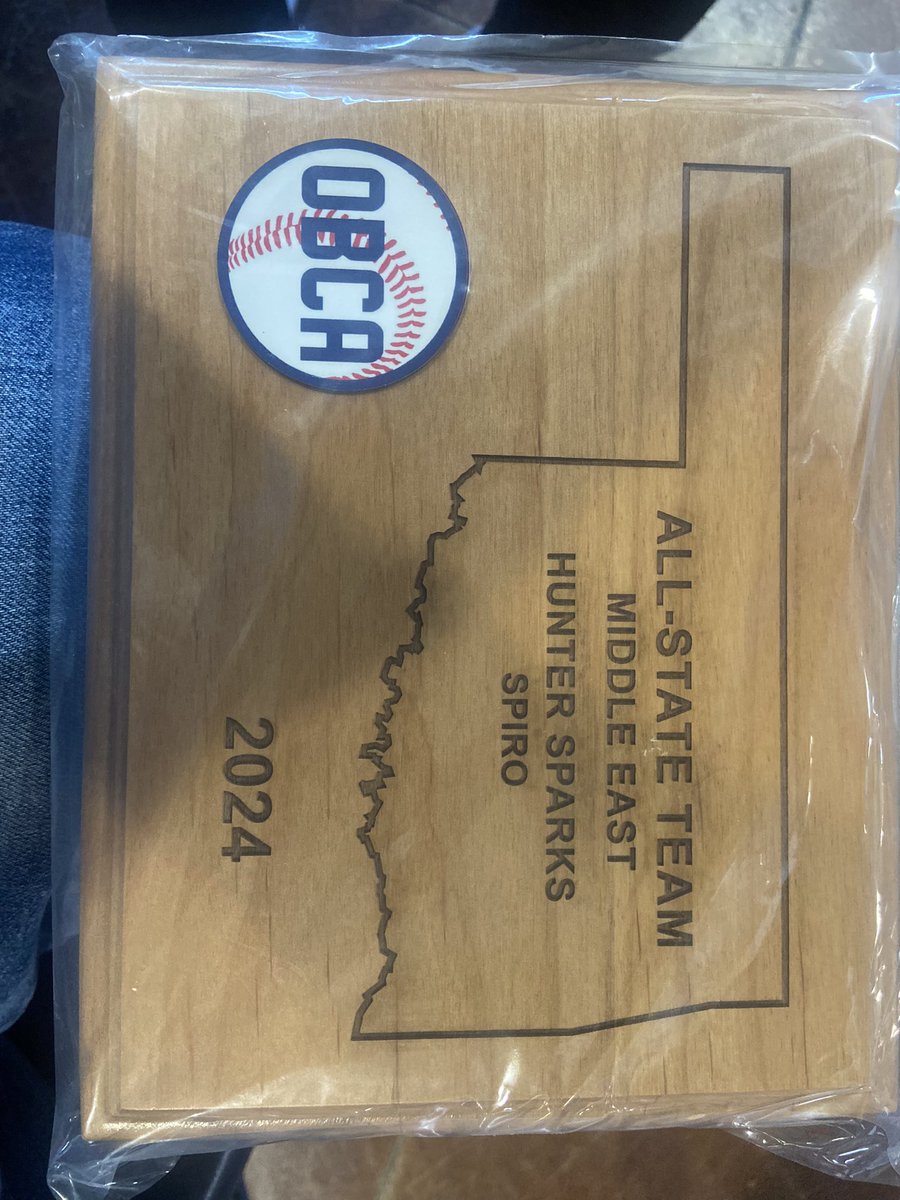 ALL-STATE TEAM
MIDDLE EAST
HUNTER SPARKS
SPIRO
OBCA
2024